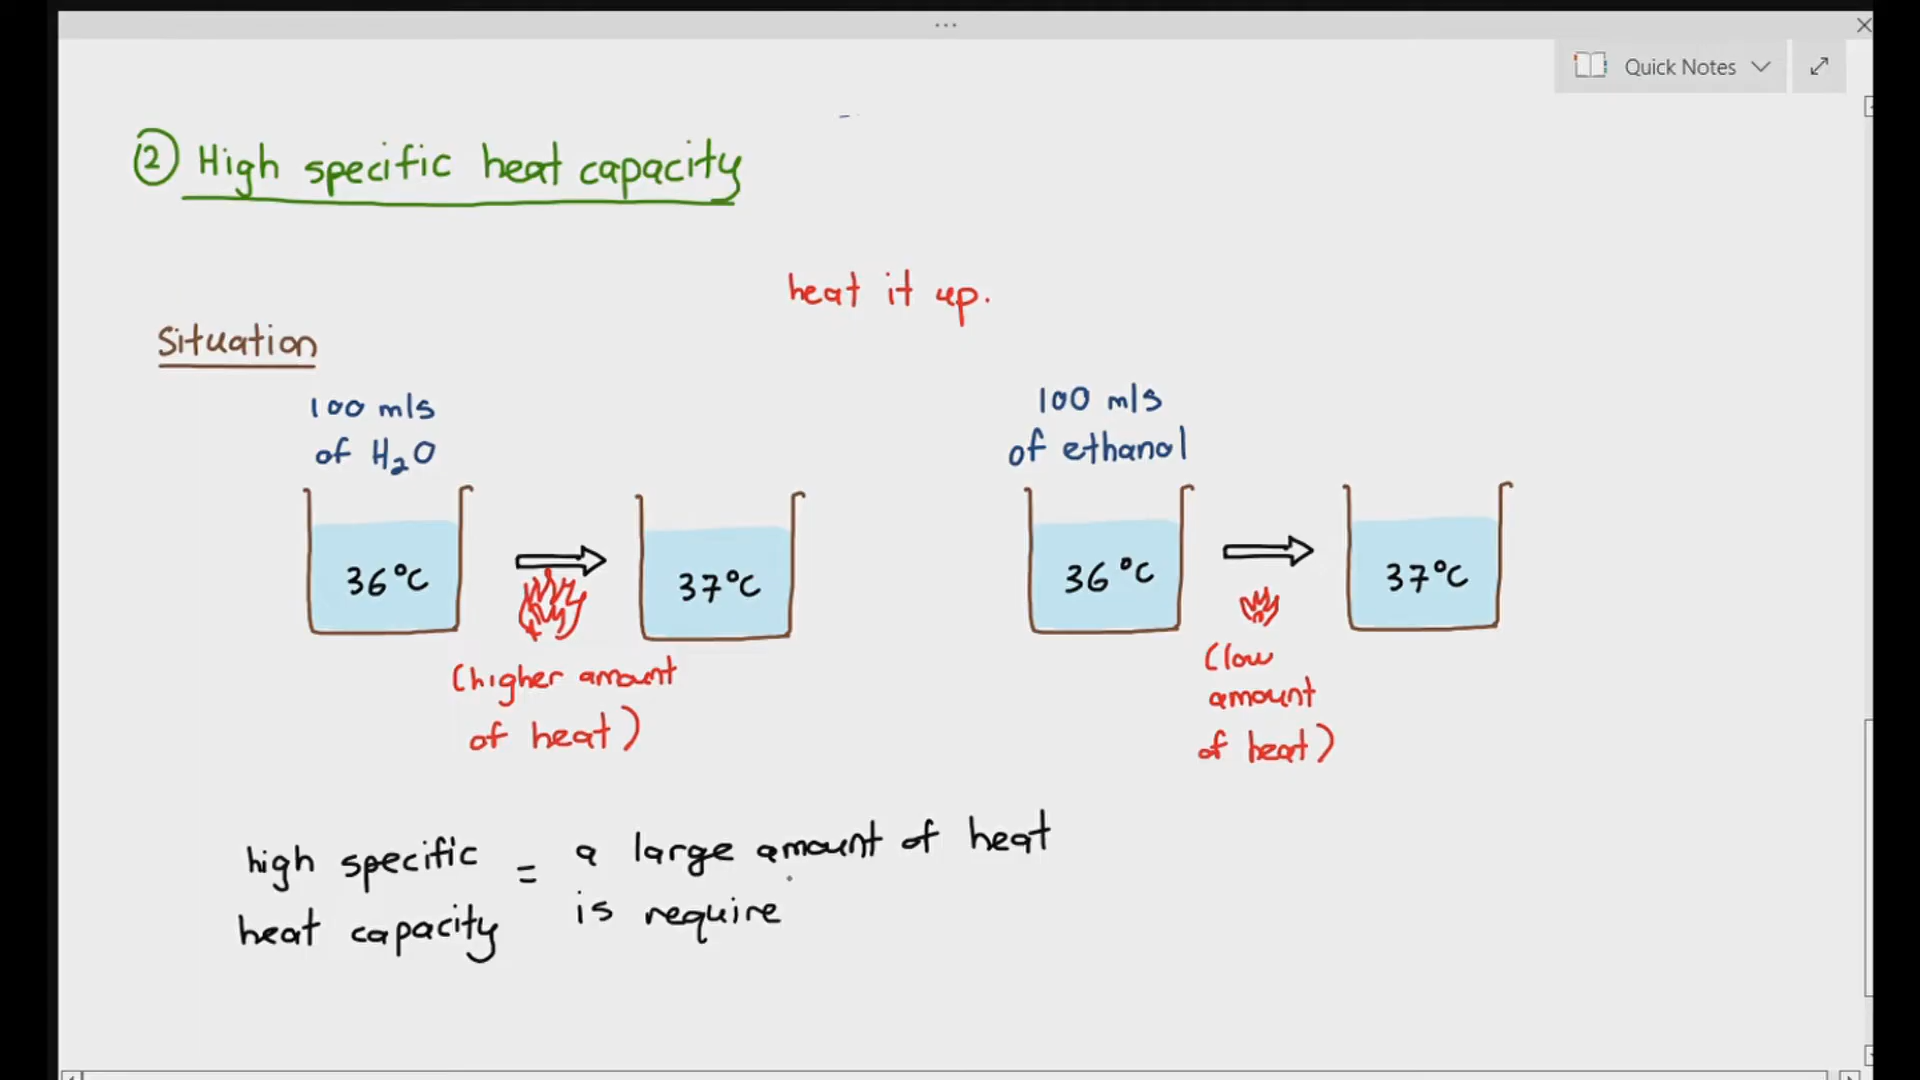 Quick Notes
② High specific heat capacity
heat it up.
Situation
100 mls
of H₂O
100 mls
of ethanol
36°C
37°C
36°C
37°C
(higher amount
of heat)
(low
amount
of heat)
high specific
heat capacity
=
a large amount of heat
is require